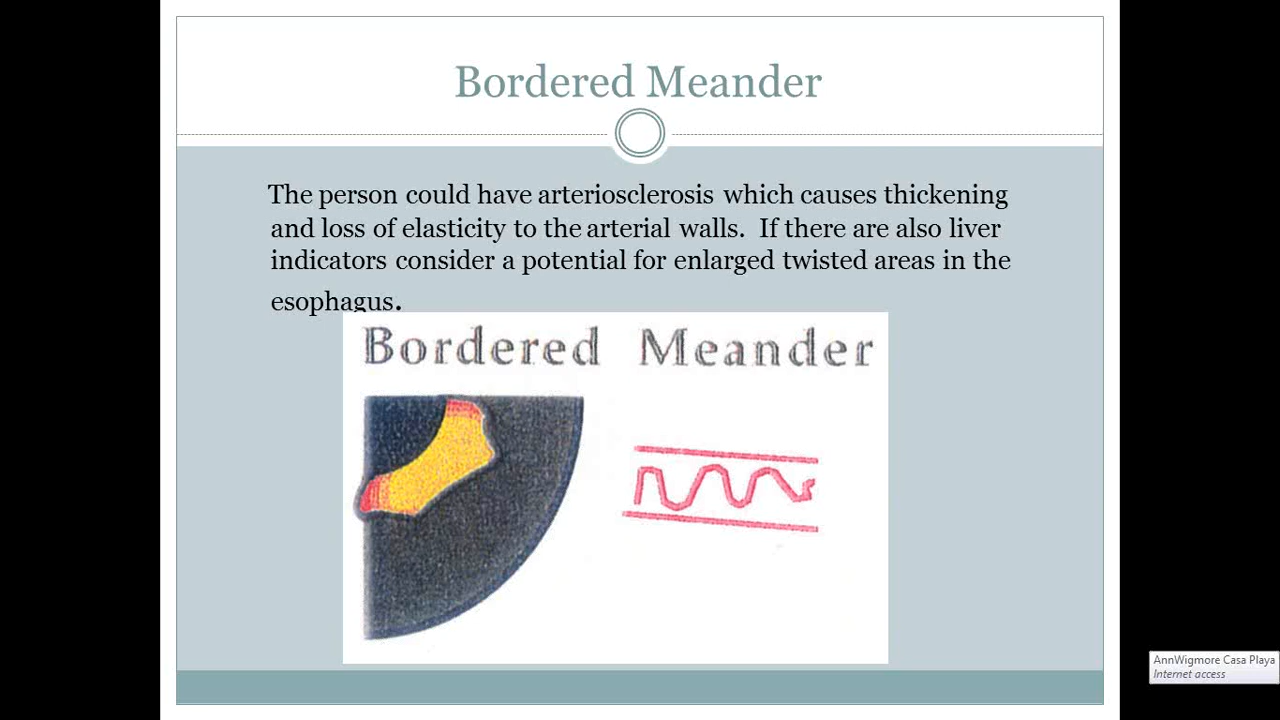 Bordered Meander
The person could have arteriosclerosis which causes thickening
and loss of elasticity to the arterial walls.  If there are also liver
indicators consider a potential for enlarged twisted areas in the
esophagus.
Bordered Meander
AnnWigmore Casa Playa
Internet access